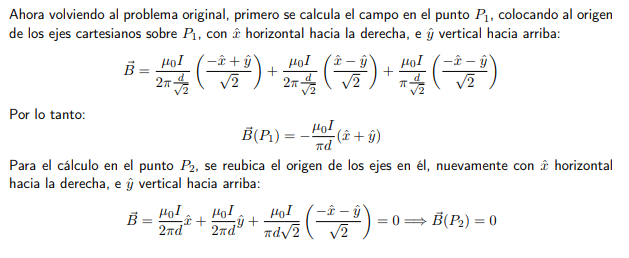 Ahora volviendo al problema original, primero se calcula el campo en el punto $P_1$, colocando al origen
de los ejes cartesianos sobre $P_1$, con $\hat{x}$ horizontal hacia la derecha, e $\hat{y}$ vertical hacia arriba:
$$\vec{B} = \frac{\mu_0 I}{2\pi \frac{d}{\sqrt{2}}} \left( \frac{-\hat{x} + \hat{y}}{\sqrt{2}} \right) + \frac{\mu_0 I}{2\pi \frac{d}{\sqrt{2}}} \left( \frac{\hat{x} - \hat{y}}{\sqrt{2}} \right) + \frac{\mu_0 I}{\pi \frac{d}{\sqrt{2}}} \left( \frac{-\hat{x} - \hat{y}}{\sqrt{2}} \right)$$
Por lo tanto:
$$\vec{B}(P_1) = -\frac{\mu_0 I}{\pi d} (\hat{x} + \hat{y})$$
Para el cálculo en el punto $P_2$, se reubica el origen de los ejes en él, nuevamente con $\hat{x}$ horizontal
hacia la derecha, e $\hat{y}$ vertical hacia arriba:
$$\vec{B} = \frac{\mu_0 I}{2\pi d} \hat{x} + \frac{\mu_0 I}{2\pi d} \hat{y} + \frac{\mu_0 I}{\pi d \sqrt{2}} \left( \frac{-\hat{x} - \hat{y}}{\sqrt{2}} \right) = 0 \Longrightarrow \vec{B}(P_2) = 0$$